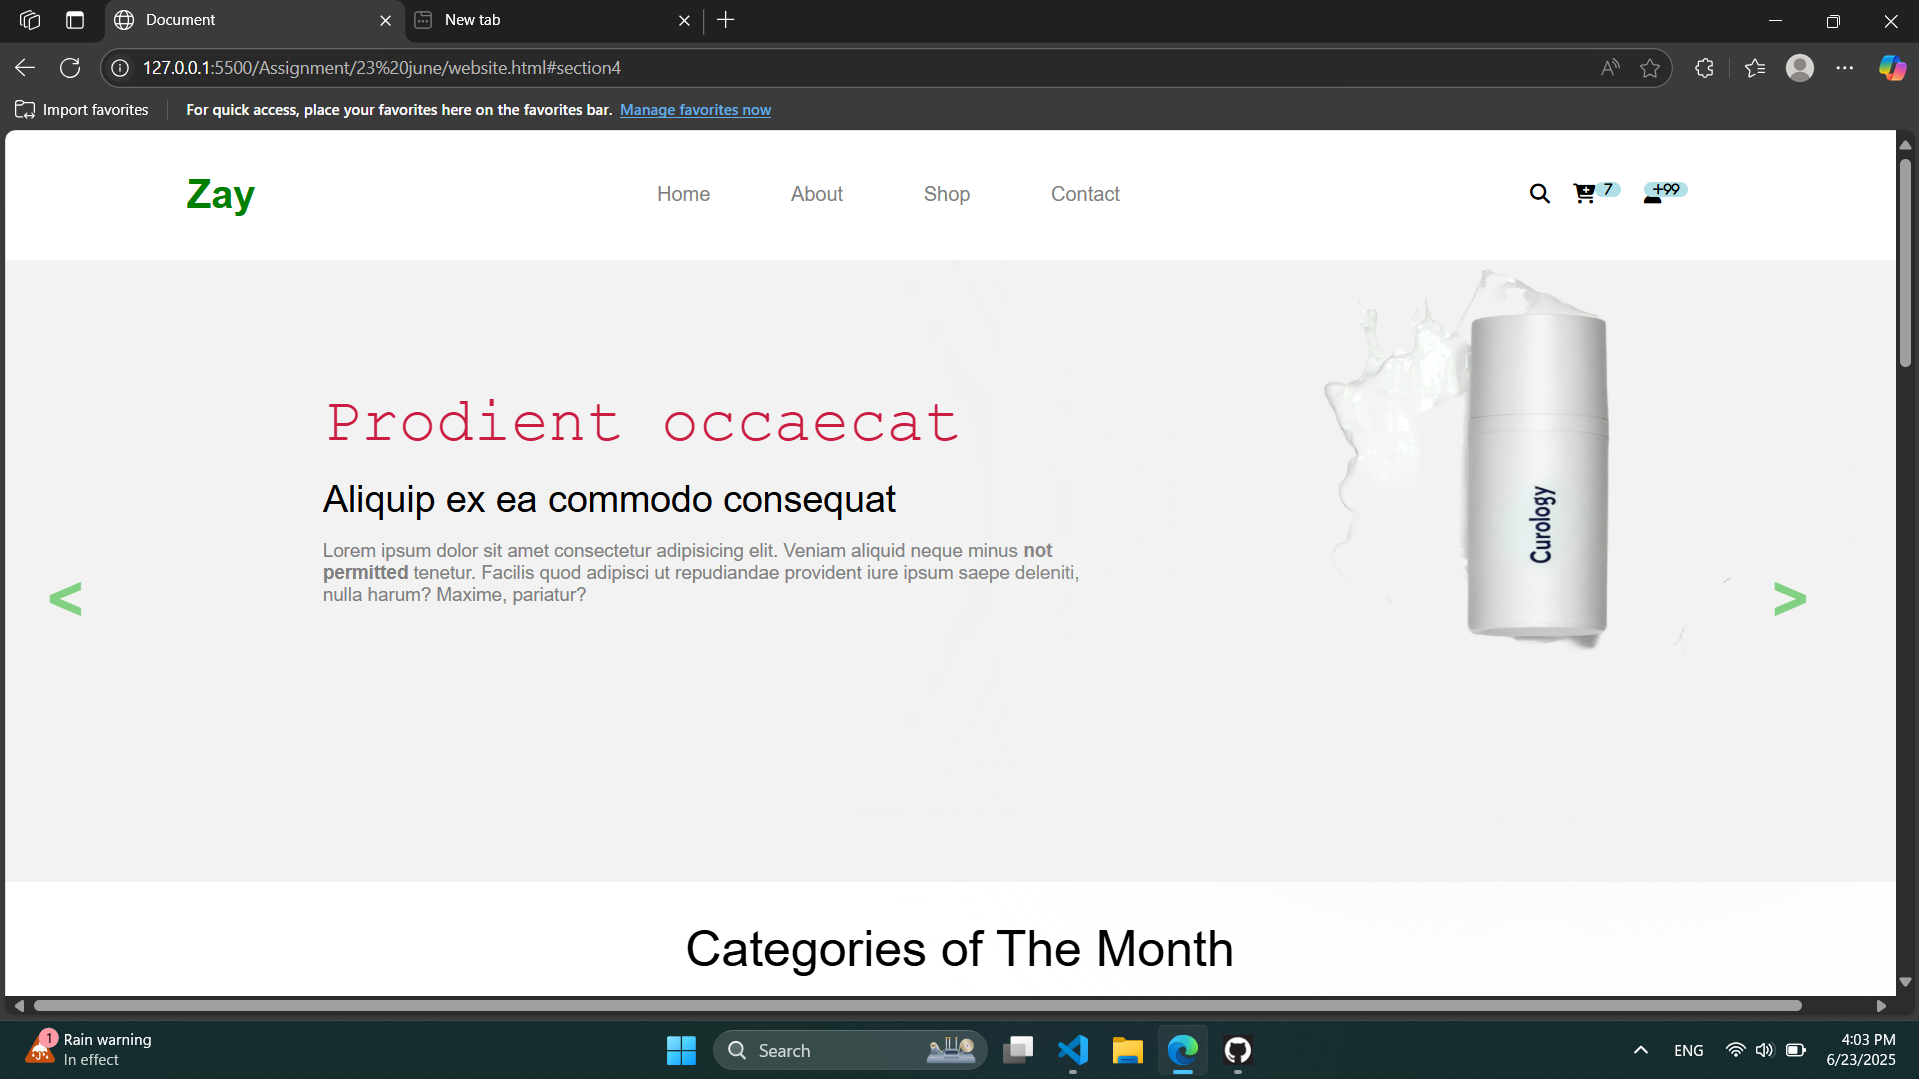 Document
New tab
127.0.0.1:5500/Assignment/23%20june/website.html#section4
Import favorites
For quick access, place your favorites here on the favorites bar. Manage favorites now
Zay
Home
About
Shop
Contact
7
+99
Prodient occaecat
Aliquip ex ea commodo consequat
Lorem ipsum dolor sit amet consectetur adipisicing elit. Veniam aliquid neque minus not
permitted tenetur. Facilis quod adipisci ut repudiandae provident iure ipsum saepe deleniti,
nulla harum? Maxime, pariatur?
Curology
<
>
Categories of The Month
1
Rain warning
In effect
Search
ENG
4:03 PM
6/23/2025